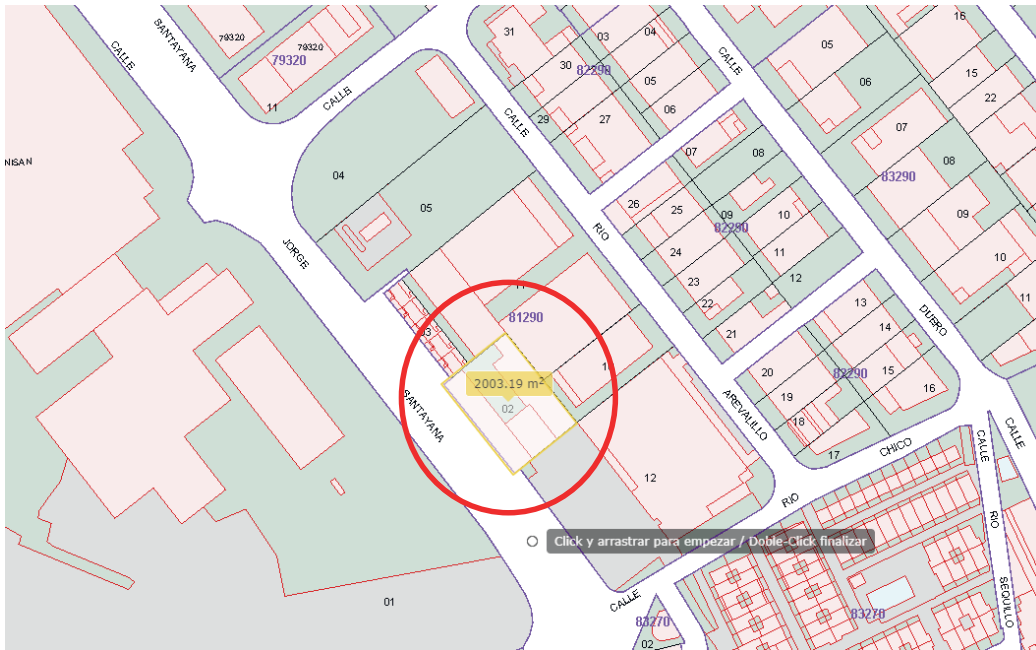 CALLE
SANTAYANA
79320
79320
79320
11
CALLE
31
03
04
30
82290
05
06
29
27
CALLE
CALLE
16
05
06
15
22
07
08
83290
09
10
11
NISAN
04
05
07
08
26
25
09
10
82290
24
11
12
23
22
21
RIO
JORGE
11
81290
03
2003.19 m²
02
1
SANTAYANA
13
14
DUERO
20
82290
15
16
19
18
17
AREVALILLO
CHICO
CALLE
CALLE
12
RIO
RIO
Click y arrastrar para empezar / Doble-Click finalizar
SEQUILLO
01
CALLE
83270
02
83270